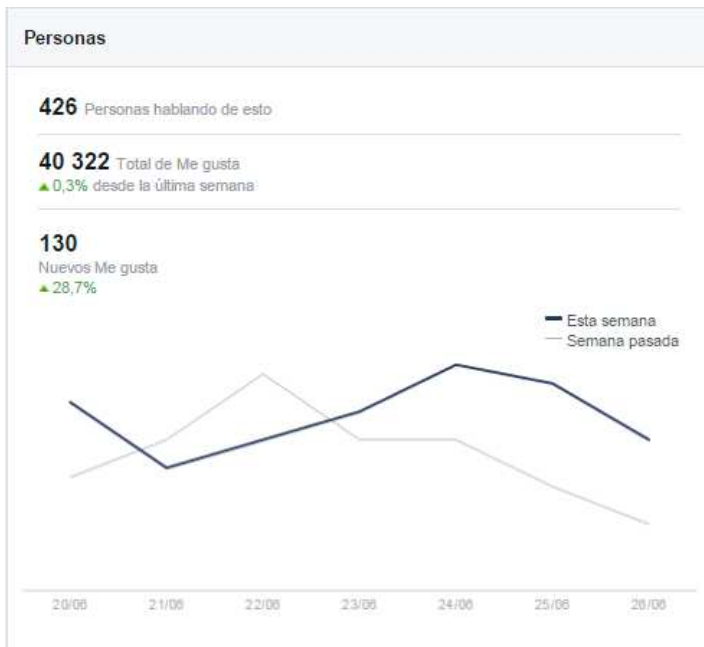 Personas
426 Personas hablando de esto
40 322 Total de Me gusta
▲ 0,3% desde la última semana
130
Nuevos Me gusta
▲ 28,7%
Esta semana
Semana pasada
20/06 21/06 22/06 23/06 24/06 25/06 26/06